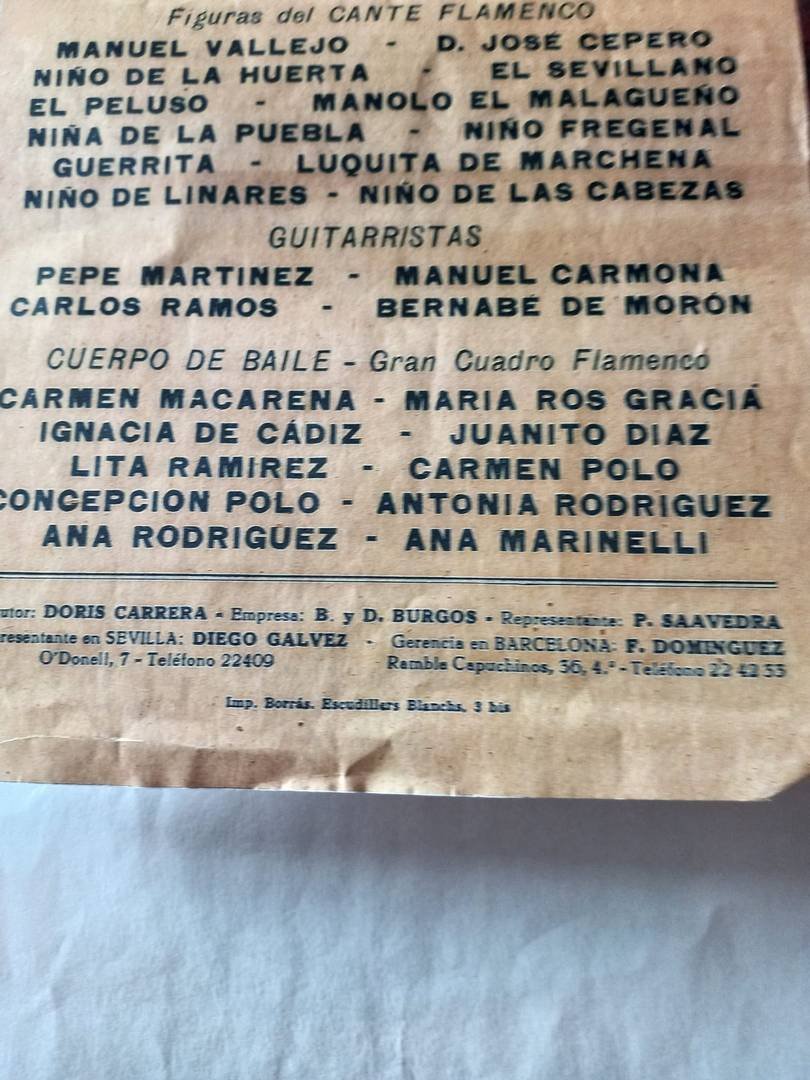 Figuras del CANTE FLAMENCO
MANUEL VALLEJO - D. JOSÉ CEPERO
NIÑO DE LA HUERTA - EL SEVILLANO
EL PELUSO - MANOLO EL MALAGUEÑO
NIÑA DE LA PUEBLA - NIÑO FREGENAL
GUERRITA - LUQUITA DE MARCHENA
NIÑO DE LINARES - NIÑO DE LAS CABEZAS
GUITARRISTAS
PEPE MARTINEZ - MANUEL CARMONA
CARLOS RAMOS - BERNABÉ DE MORÓN
CUERPO DE BAILE - Gran Cuadro Flamenco
CARMEN MACARENA - MARIA ROS GRACIÁ
IGNACIA DE CÁDIZ - JUANITO DIAZ
LITA RAMIREZ - CARMEN POLO
CONCEPCION POLO - ANTONIA RODRIGUEZ
ANA RODRIGUEZ - ANA MARINELLI
utor: DORIS CARRERA - Empresa: B. y D. BURGOS - Representante: P. SAAVEDRA
resentante en SEVILLA: DIEGO GALVEZ - Gerencia en BARCELONA: F. DOMINGUEZ
O'Donell, 7 - Teléfono 22409 Rambla Capuchinos, 36, 4.º - Teléfono 22 42 53
Imp. Borrás. Escudillers Blanchs, 3 bis